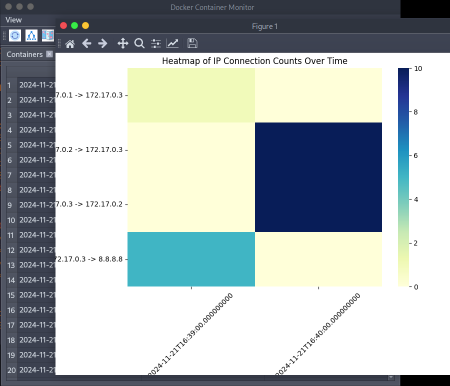 Docker Container Monitor
View
Figure 1
Containers
Heatmap of IP Connection Counts Over Time
1 2024-11-21
2 2024-11-21
3 2024-11-21
4 2024-11-21
5 2024-11-21
6 2024-11-21
7 2024-11-21
8 2024-11-21
9 2024-11-21
10 2024-11-21
11 2024-11-21
12 2024-11-21
13 2024-11-21
14 2024-11-21
15 2024-11-21
16 2024-11-21
17 2024-11-21
18 2024-11-21
19 2024-11-21
20 2024-11-21
7.0.1 -> 172.17.0.3
7.0.2 -> 172.17.0.3
7.0.3 -> 172.17.0.2
72.17.0.3 -> 8.8.8.8
10
8
6
4
2
0
2024-11-21T16:39:00.000000000
2024-11-21T16:40:00.000000000